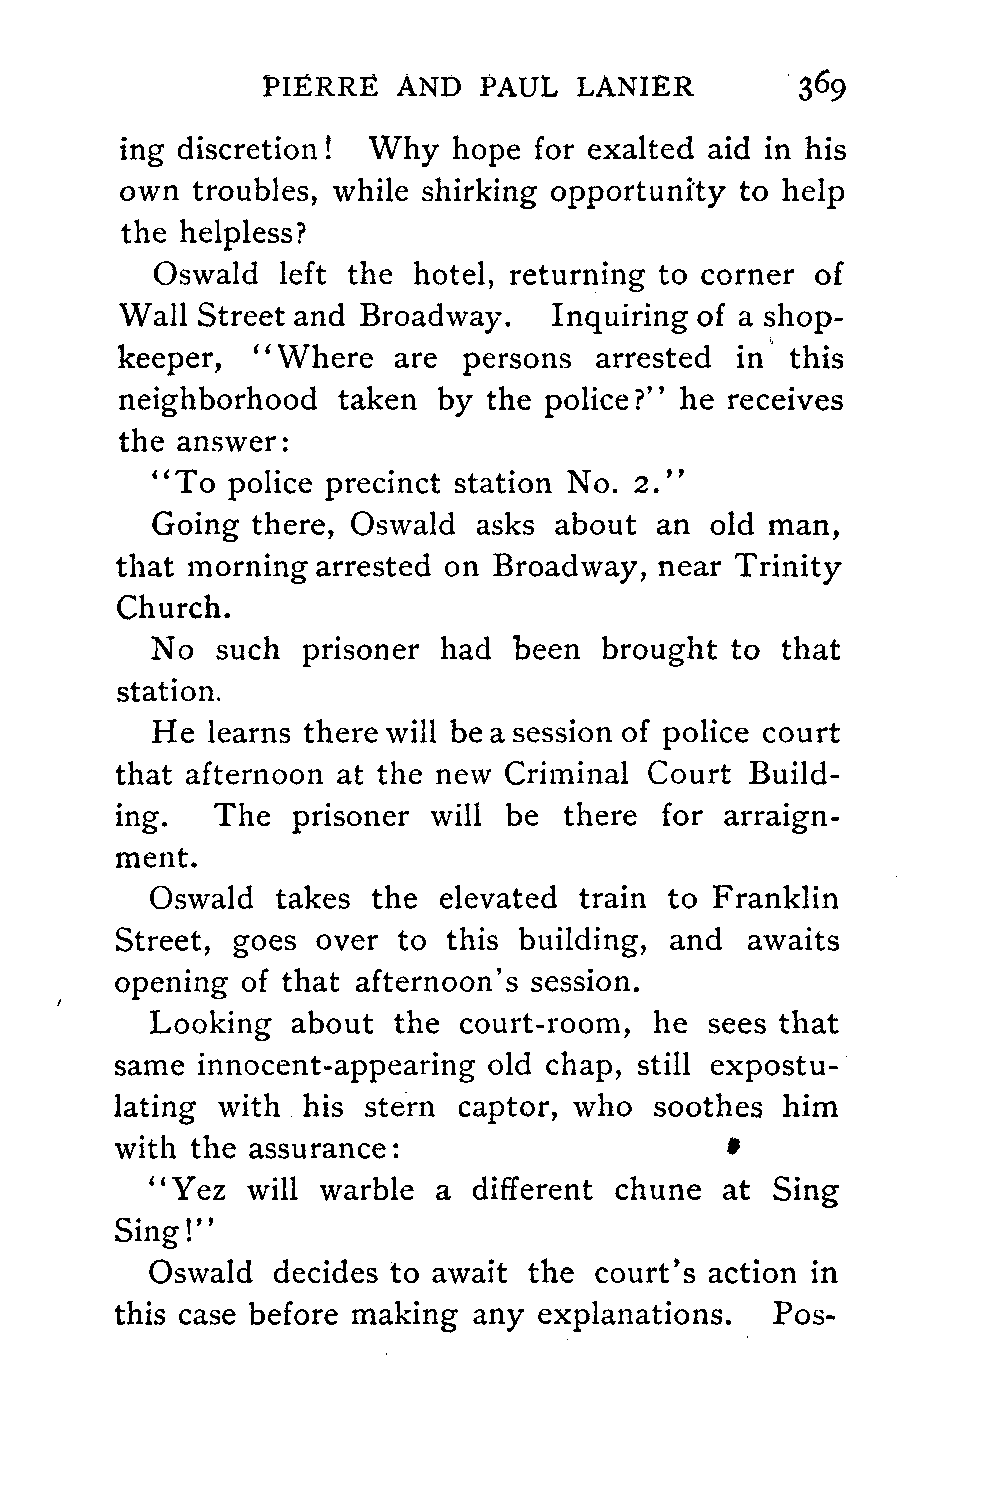 PIERRE AND PAUL LANIER 369
ing discretion! Why hope for exalted aid in his
own troubles, while shirking opportunity to help
the helpless?
Oswald left the hotel, returning to corner of
Wall Street and Broadway. Inquiring of a shop-
keeper, "Where are persons arrested in this
neighborhood taken by the police?" he receives
the answer:
"To police precinct station No. 2."
Going there, Oswald asks about an old man,
that morning arrested on Broadway, near Trinity
Church.
No such prisoner had been brought to that
station.
He learns there will be a session of police court
that afternoon at the new Criminal Court Build-
ing. The prisoner will be there for arraign-
ment.
Oswald takes the elevated train to Franklin
Street, goes over to this building, and awaits
opening of that afternoon's session.
Looking about the court-room, he sees that
same innocent-appearing old chap, still expostu-
lating with his stern captor, who soothes him
with the assurance:
"Yez will warble a different chune at Sing
Sing!"
Oswald decides to await the court's action in
this case before making any explanations. Pos-